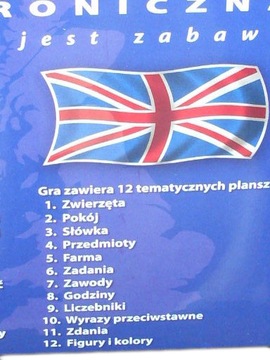 RONICZNA
jest zabaw
Gra zawiera 12 tematycznych plansz
1. Zwierzęta
2. Pokój
3. Słówka
4. Przedmioty
5. Farma
6. Zadania
7. Zawody
8. Godziny
9. Liczebniki
10. Wyrazy przeciwstawne
11. Zdania
12. Figury i kolory